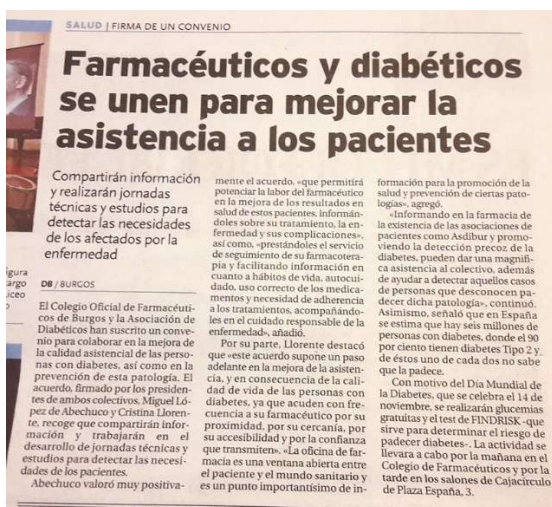 SALUD | FIRMA DE UN CONVENIO
Farmacéuticos y diabéticos
se unen para mejorar la
asistencia a los pacientes
Compartirán información
y realizarán jornadas
técnicas y estudios para
detectar las necesidades
de los afectados por la
enfermedad
DB / BURGOS
El Colegio Oficial de Farmacéuti-
cos de Burgos y la Asociación de
Diabéticos han suscrito un conve-
nio para colaborar en la mejora de
la calidad asistencial de las perso-
nas con diabetes, así como en la
prevención de esta patología. El
acuerdo, firmado por los presiden-
tes de ambos colectivos, Miguel Ló-
pez de Abechuco y Cristina Lloren-
te, recoge que compartirán infor-
mación y trabajarán en el
desarrollo de jornadas técnicas y
estudios para detectar las necesi-
dades de los pacientes.
Abechuco valoró muy positiva-
mente el acuerdo, «que permitirá
potenciar la labor del farmacéutico
en la mejora de los resultados en
salud de estos pacientes, informán-
doles sobre su tratamiento, la en-
fermedad y sus complicaciones»,
así como, «prestándoles el servicio
de seguimiento de su farmacotera-
pia y facilitando información en
cuanto a hábitos de vida, autocui-
dado, uso correcto de los medica-
mentos y necesidad de adherencia
a los tratamientos, acompañándo-
les en el cuidado responsable de la
enfermedad», añadió.
Por su parte, Llorente destacó
que «este acuerdo supone un paso
adelante en la mejora de la asisten-
cia, y en consecuencia de la cali-
dad de vida de las personas con
diabetes, ya que acuden con fre-
cuencia a su farmacéutico por su
proximidad, por su cercanía, por
su accesibilidad y por la confianza
que transmiten». «La oficina de far-
macia es una ventana abierta entre
el paciente y el mundo sanitario y
es un punto importantísimo de in-
formación para la promoción de la
salud y prevención de ciertas pato-
logías», agregó.
«Informando en la farmacia de
la existencia de las asociaciones de
pacientes como Asdibur y promo-
viendo la detección precoz de la
diabetes, pueden dar una magnífi-
ca asistencia al colectivo, además
de ayudar a detectar aquellos casos
de personas que desconocen pa-
decer dicha patología», continuó.
Asimismo, señaló que en España
se estima que hay seis millones de
personas con diabetes, donde el 90
por ciento tienen diabetes Tipo 2 y
de éstos uno de cada dos no sabe
que la padece.
Con motivo del Día Mundial de
la Diabetes, que se celebra el 14 de
noviembre, se realizarán glucemias
gratuitas y el test de FINDRISK -que
sirve para determinar el riesgo de
padecer diabetes-. La actividad se
llevara a cabo por la mañana en el
Colegio de Farmacéuticos y por la
tarde en los salones de Cajacírculo
de Plaza España, 3.